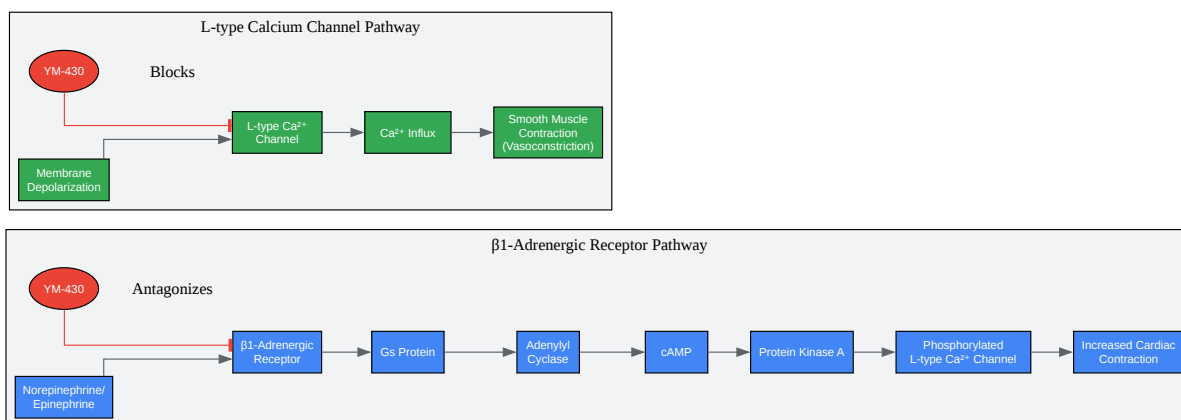 L-type Calcium Channel Pathway
YM-430
Blocks
L-type Ca²⁺
Channel
Ca²⁺ Influx
Smooth Muscle
Contraction
(Vasoconstriction)
Membrane
Depolarization
β1-Adrenergic Receptor Pathway
YM-430
Antagonizes
β1-Adrenergic
Receptor
Gs Protein
Adenylyl
Cyclase
cAMP
Protein Kinase A
Phosphorylated
L-type Ca²⁺ Channel
Increased Cardiac
Contraction
Norepinephrine/
Epinephrine